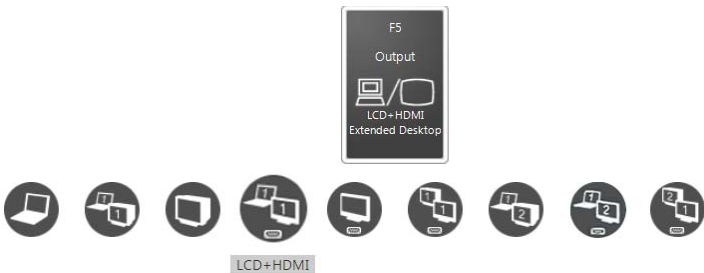 F5
Output
LCD+HDMI
Extended Desktop
1 1 1 1 1 1 1 2 1 2 2 1
LCD+HDMI